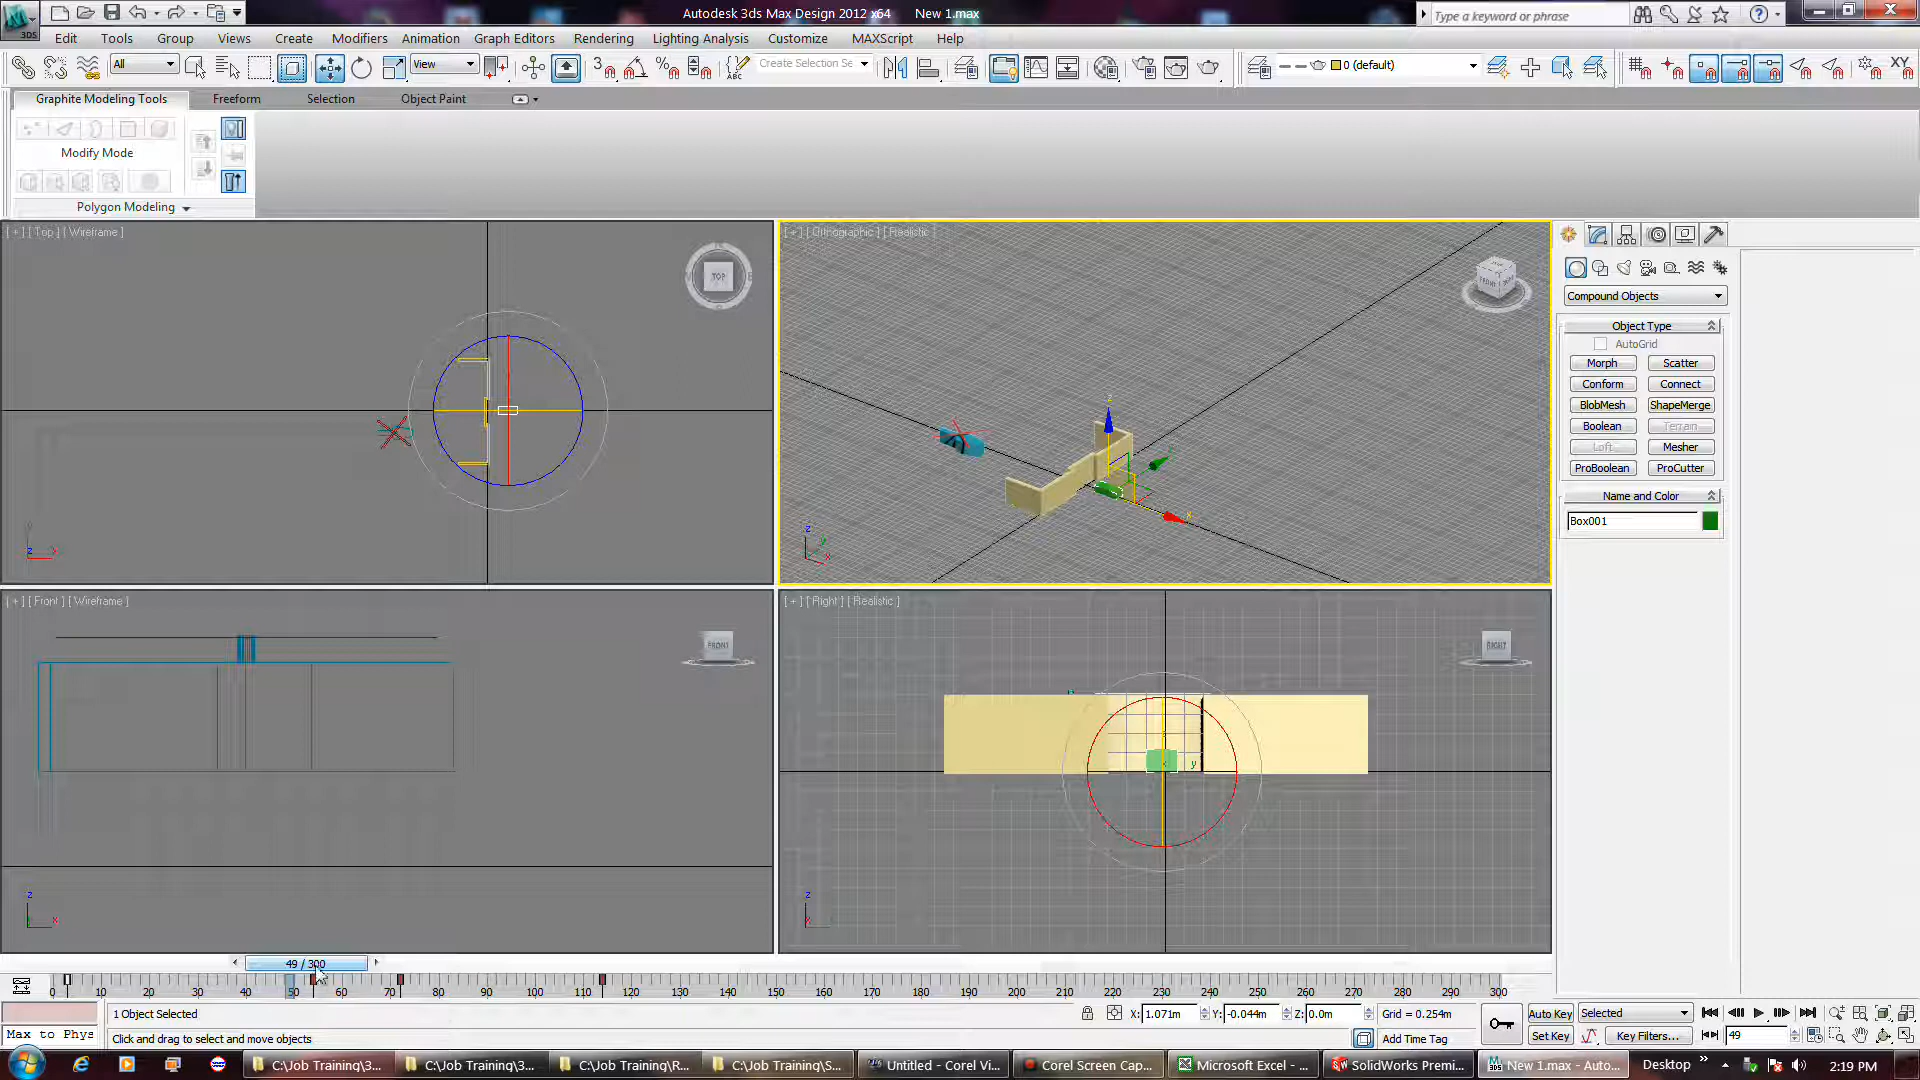 Autodesk 3ds Max Design 2012 x64 New 1.max
Type a keyword or phrase
Edit Tools Group Views Create Modifiers Animation Graph Editors Rendering Lighting Analysis Customize MAXScript Help
All View 3 Create Selection Se 0 (default) XY
Graphite Modeling Tools Freeform Selection Object Paint
Modify Mode
Polygon Modeling
[ + ] [ Top ] [ Wireframe ]
TOP
[ + ] [ Orthographic ] [ Realistic ]
FRONT
z
x
[ + ] [ Front ] [ Wireframe ]
FRONT
[ + ] [ Right ] [ Realistic ]
RIGHT
y
Compound Objects
Object Type
AutoGrid
Morph Scatter
Conform Connect
BlobMesh ShapeMerge
Boolean Terrain
Loft Mesher
ProBoolean ProCutter
Name and Color
Box001
49 / 300
0 10 20 30 40 50 60 70 80 90 100 110 120 130 140 150 160 170 180 190 200 210 220 230 240 250 260 270 280 290 300
1 Object Selected X: 1.071m Y: -0.044m Z: 0.0m Grid = 0.254m Auto Key Selected
Max to Phys Click and drag to select and move objects Add Time Tag Set Key Key Filters... 49
C:\Job Training\3... C:\Job Training\3... C:\Job Training\R... C:\Job Training\S... Untitled - Corel Vi... Corel Screen Cap... Microsoft Excel - ... SolidWorks Premi... New 1.max - Auto... Desktop 2:19 PM